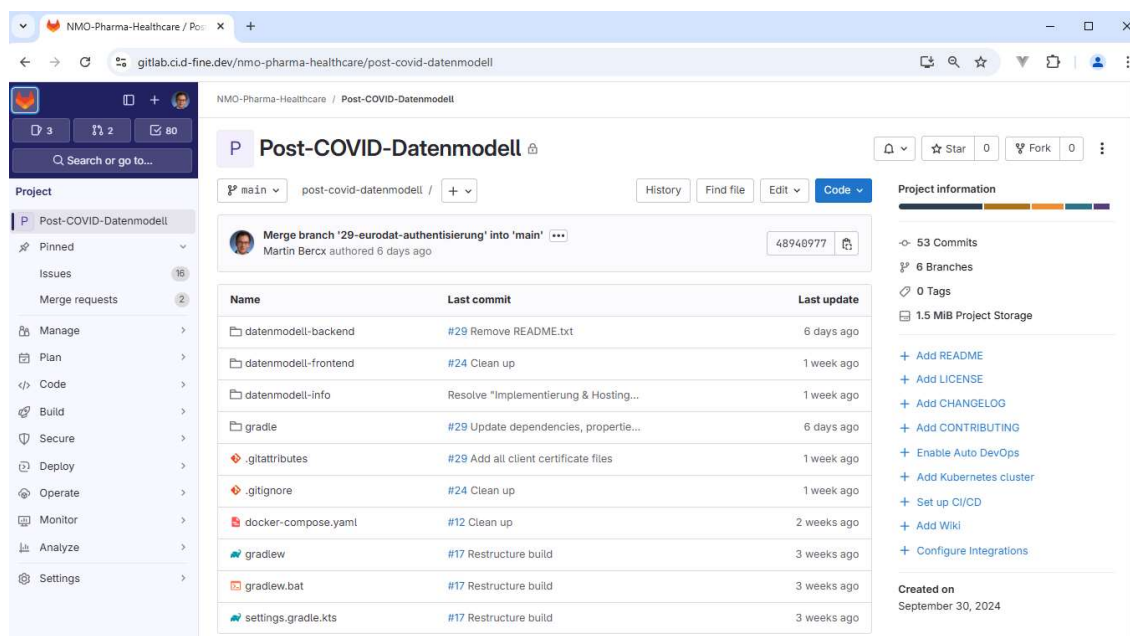 NMO-Pharma-Healthcare / Pos
gitlab.ci.d-fine.dev/nmo-pharma-healthcare/post-covid-datenmodell
3 2 80
Search or go to...
Project
P Post-COVID-Datenmodell
Pinned
Issues 16
Merge requests 2
Manage
Plan
Code
Build
Secure
Deploy
Operate
Monitor
Analyze
Settings
NMO-Pharma-Healthcare / Post-COVID-Datenmodell
P Post-COVID-Datenmodell
Star 0 Fork 0
main post-covid-datenmodell / + History Find file Edit Code
Merge branch '29-eurodat-authentisierung' into 'main' ...
Martin Bercx authored 6 days ago
48940977
Name Last commit Last update
datenmodell-backend #29 Remove README.txt 6 days ago
datenmodell-frontend #24 Clean up 1 week ago
datenmodell-info Resolve "Implementierung & Hosting... 1 week ago
gradle #29 Update dependencies, propertie... 6 days ago
.gitattributes #29 Add all client certificate files 1 week ago
.gitignore #24 Clean up 1 week ago
docker-compose.yaml #12 Clean up 2 weeks ago
gradlew #17 Restructure build 3 weeks ago
gradlew.bat #17 Restructure build 3 weeks ago
settings.gradle.kts #17 Restructure build 3 weeks ago
Project information
53 Commits
6 Branches
0 Tags
1.5 MiB Project Storage
+ Add README
+ Add LICENSE
+ Add CHANGELOG
+ Add CONTRIBUTING
+ Enable Auto DevOps
+ Add Kubernetes cluster
+ Set up CI/CD
+ Add Wiki
+ Configure Integrations
Created on
September 30, 2024